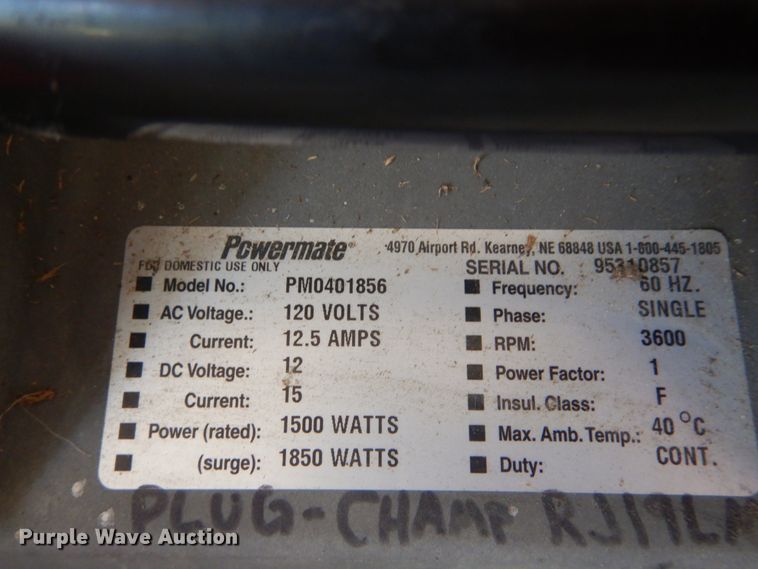 Powermate® 4970 Airport Rd. Kearney, NE 68848 USA 1-800-445-1805
FOR DOMESTIC USE ONLY SERIAL NO. 95310857
Model No.: PM0401856 Frequency: 60 HZ.
AC Voltage.: 120 VOLTS Phase: SINGLE
Current: 12.5 AMPS RPM: 3600
DC Voltage: 12 Power Factor: 1
Current: 15 Insul. Class: F
Power (rated): 1500 WATTS Max. Amb. Temp.: 40 °C
(surge): 1850 WATTS Duty: CONT.
PLUG-CHAMP
Purple Wave Auction®